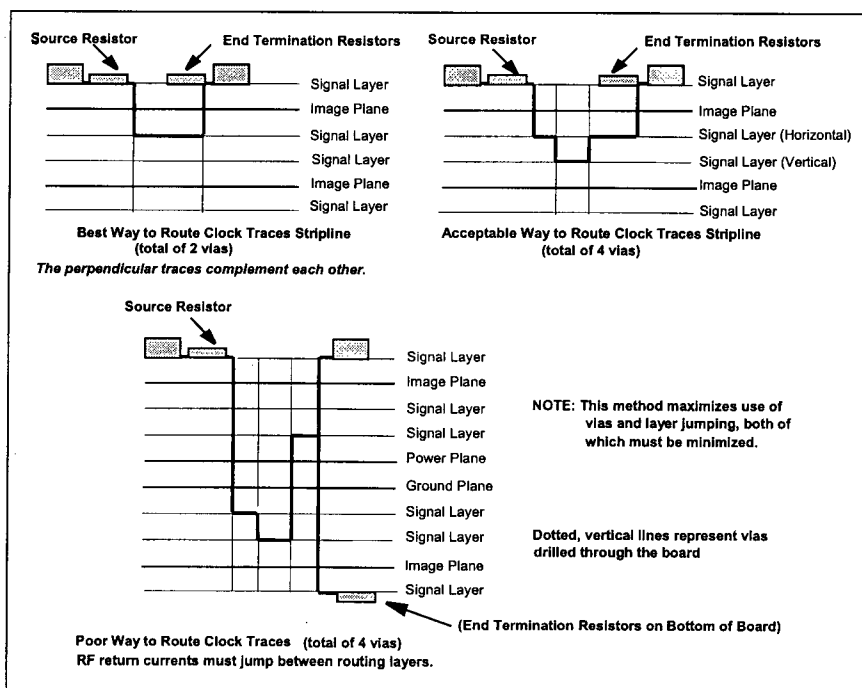 Source Resistor
End Termination Resistors
Signal Layer
Image Plane
Signal Layer
Signal Layer
Image Plane
Signal Layer
Best Way to Route Clock Traces Stripline
(total of 2 vias)
The perpendicular traces complement each other.
Source Resistor
End Termination Resistors
Signal Layer
Image Plane
Signal Layer (Horizontal)
Signal Layer (Vertical)
Image Plane
Signal Layer
Acceptable Way to Route Clock Traces Stripline
(total of 4 vias)
Source Resistor
Signal Layer
Image Plane
Signal Layer
Signal Layer
Power Plane
Ground Plane
Signal Layer
Signal Layer
Image Plane
Signal Layer
(End Termination Resistors on Bottom of Board)
Poor Way to Route Clock Traces (total of 4 vias)
RF return currents must jump between routing layers.
NOTE: This method maximizes use of
vias and layer jumping, both of
which must be minimized.
Dotted, vertical lines represent vias
drilled through the board